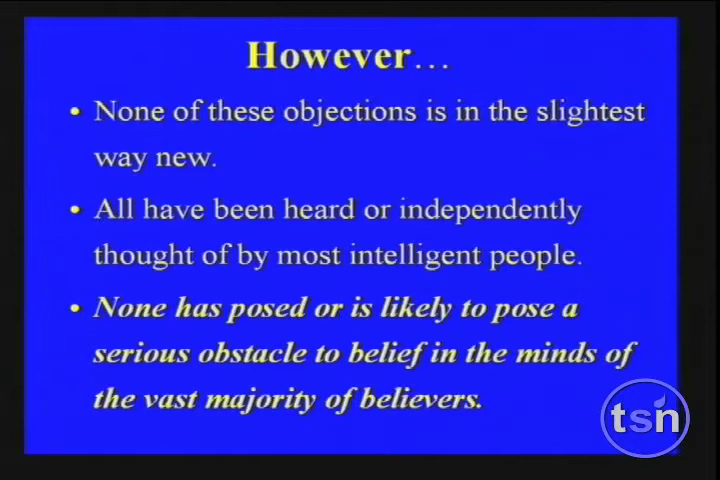 However…
• None of these objections is in the slightest
way new.
• All have been heard or independently
thought of by most intelligent people.
• None has posed or is likely to pose a
serious obstacle to belief in the minds of
the vast majority of believers.
tsn